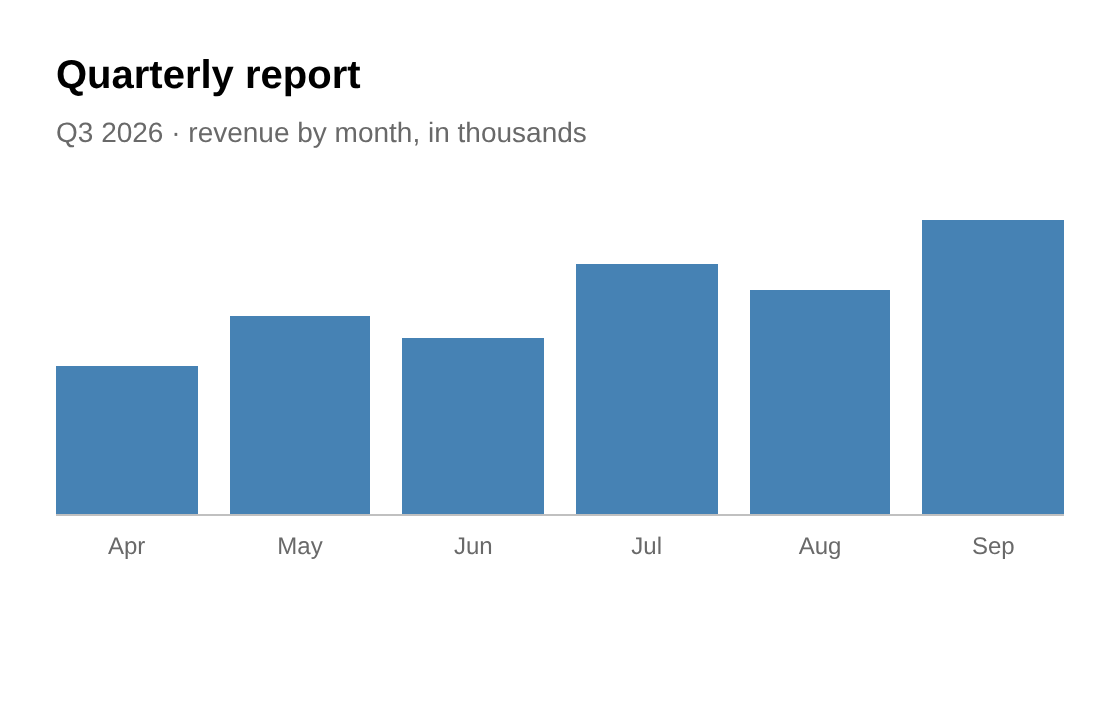 Quarterly report
Q3 2026 · revenue by month, in thousands
Apr May Jun Jul Aug Sep